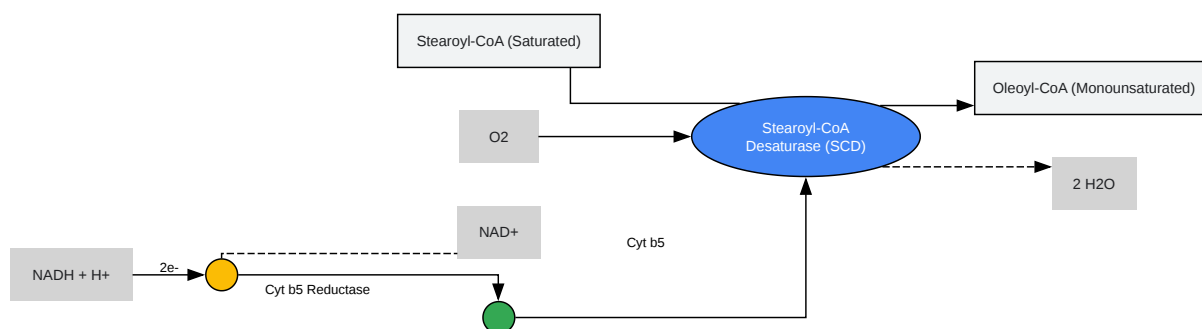 Stearoyl-CoA (Saturated)
Oleoyl-CoA (Monounsaturated)
O2
Stearoyl-CoA
Desaturase (SCD)
2 H2O
NAD+
Cyt b5
NADH + H+
2e-
Cyt b5 Reductase